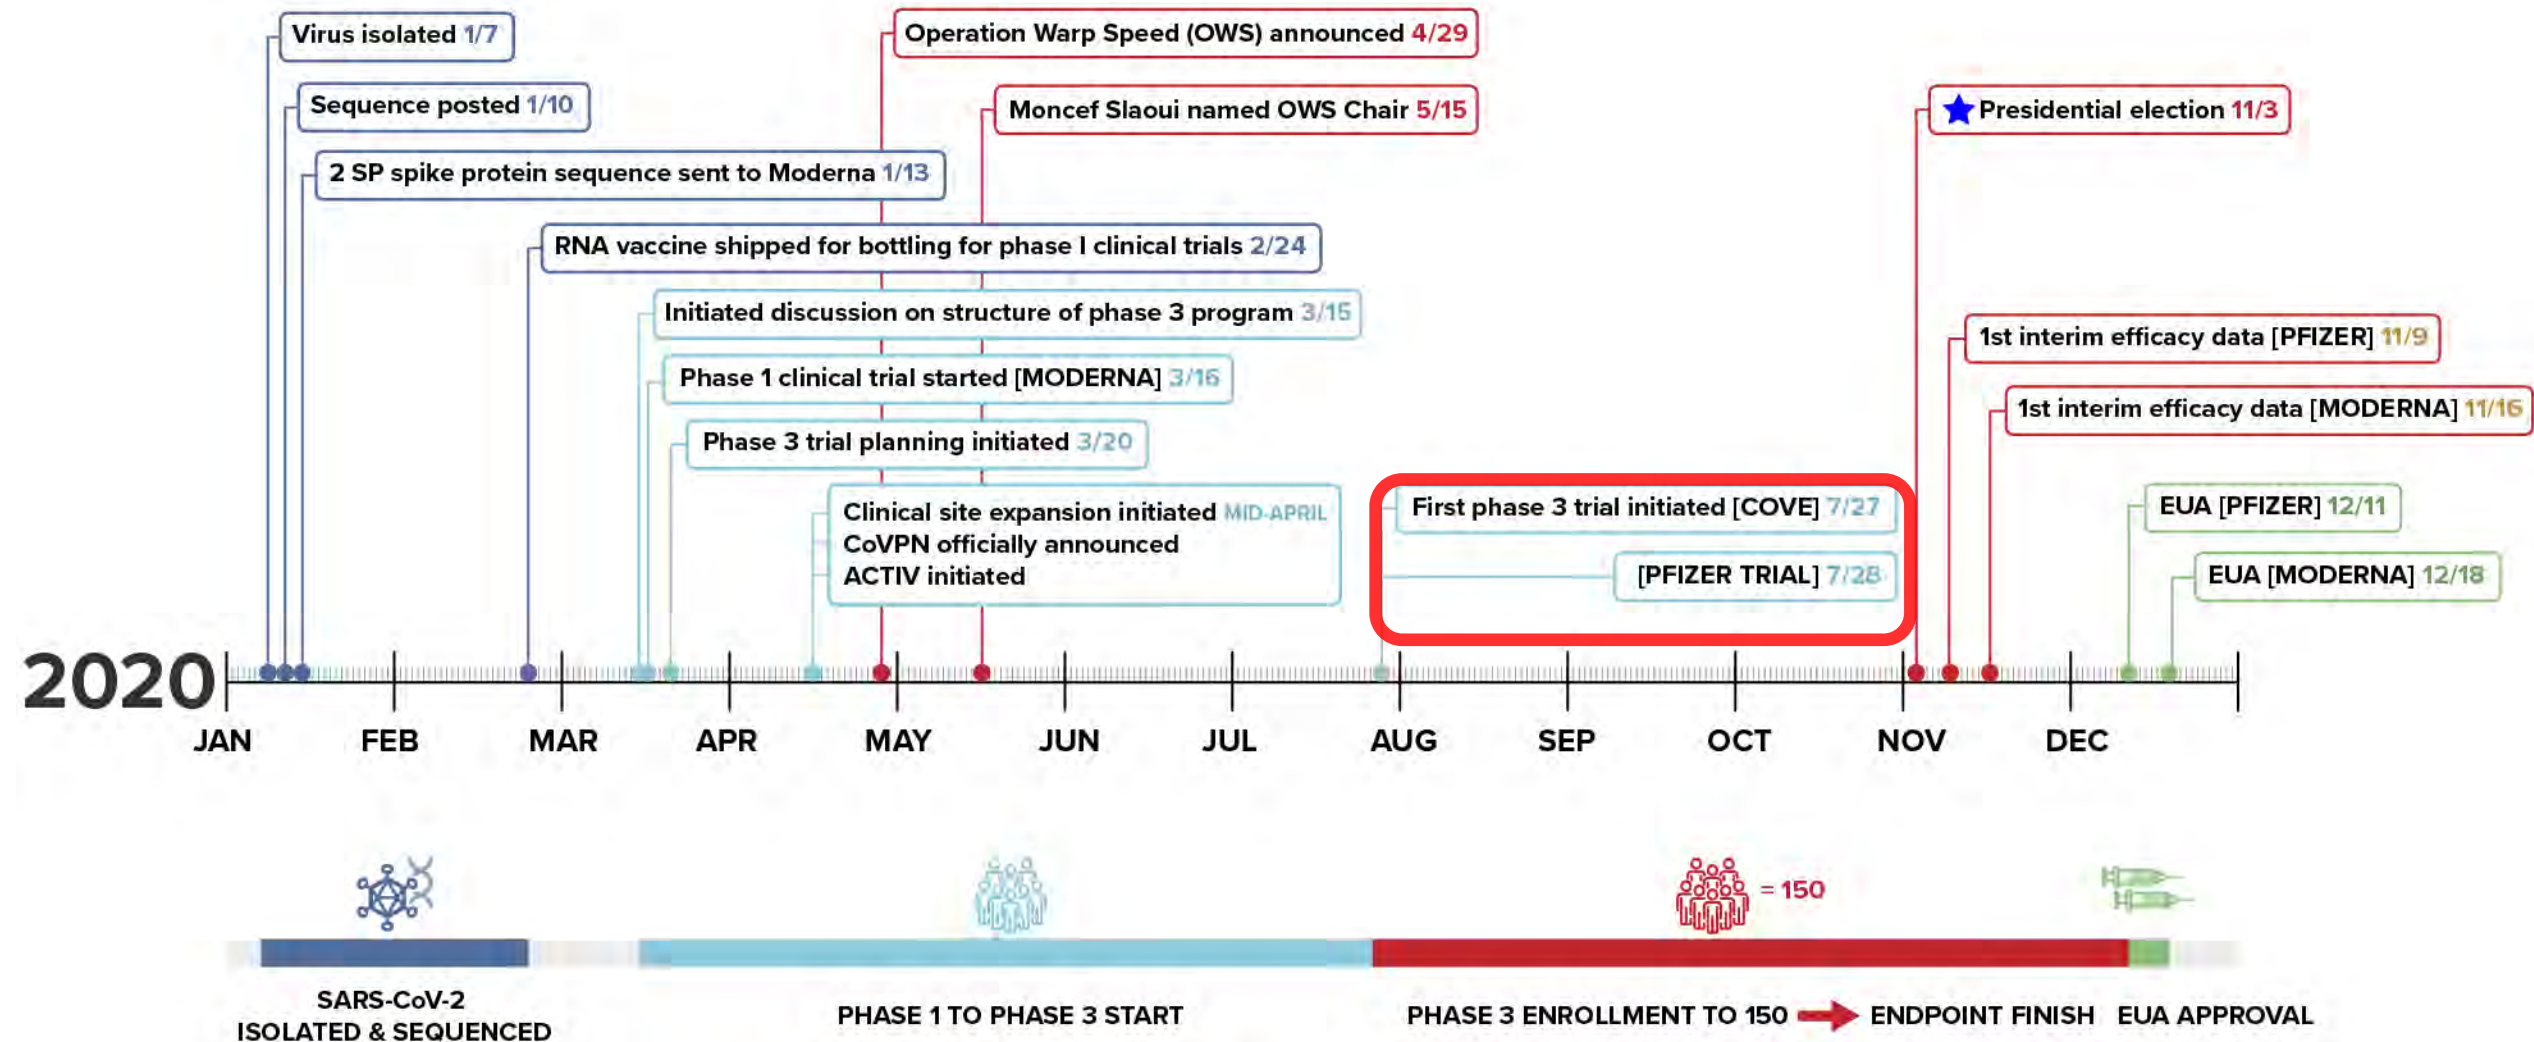 Virus isolated 1/7
Sequence posted 1/10
2 SP spike protein sequence sent to Moderna 1/13
RNA vaccine shipped for bottling for phase I clinical trials 2/24
Initiated discussion on structure of phase 3 program 3/15
Phase 1 clinical trial started [MODERNA] 3/16
Phase 3 trial planning initiated 3/20
Clinical site expansion initiated MID-APRIL
CoVPN officially announced
ACTIV initiated
Operation Warp Speed (OWS) announced 4/29
Moncef Slaoui named OWS Chair 5/15
First phase 3 trial initiated [COVE] 7/27
[PFIZER TRIAL] 7/28
Presidential election 11/3
1st interim efficacy data [PFIZER] 11/9
1st interim efficacy data [MODERNA] 11/16
EUA [PFIZER] 12/11
EUA [MODERNA] 12/18
2020
JAN FEB MAR APR MAY JUN JUL AUG SEP OCT NOV DEC
= 150
SARS-CoV-2
ISOLATED & SEQUENCED
PHASE 1 TO PHASE 3 START
PHASE 3 ENROLLMENT TO 150 ENDPOINT FINISH
EUA APPROVAL